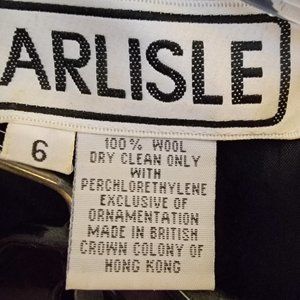 ARLISLE
6
100% WOOL
DRY CLEAN ONLY
WITH
PERCHLORETHYLENE
EXCLUSIVE OF
ORNAMENTATION
MADE IN BRITISH
CROWN COLONY OF
HONG KONG